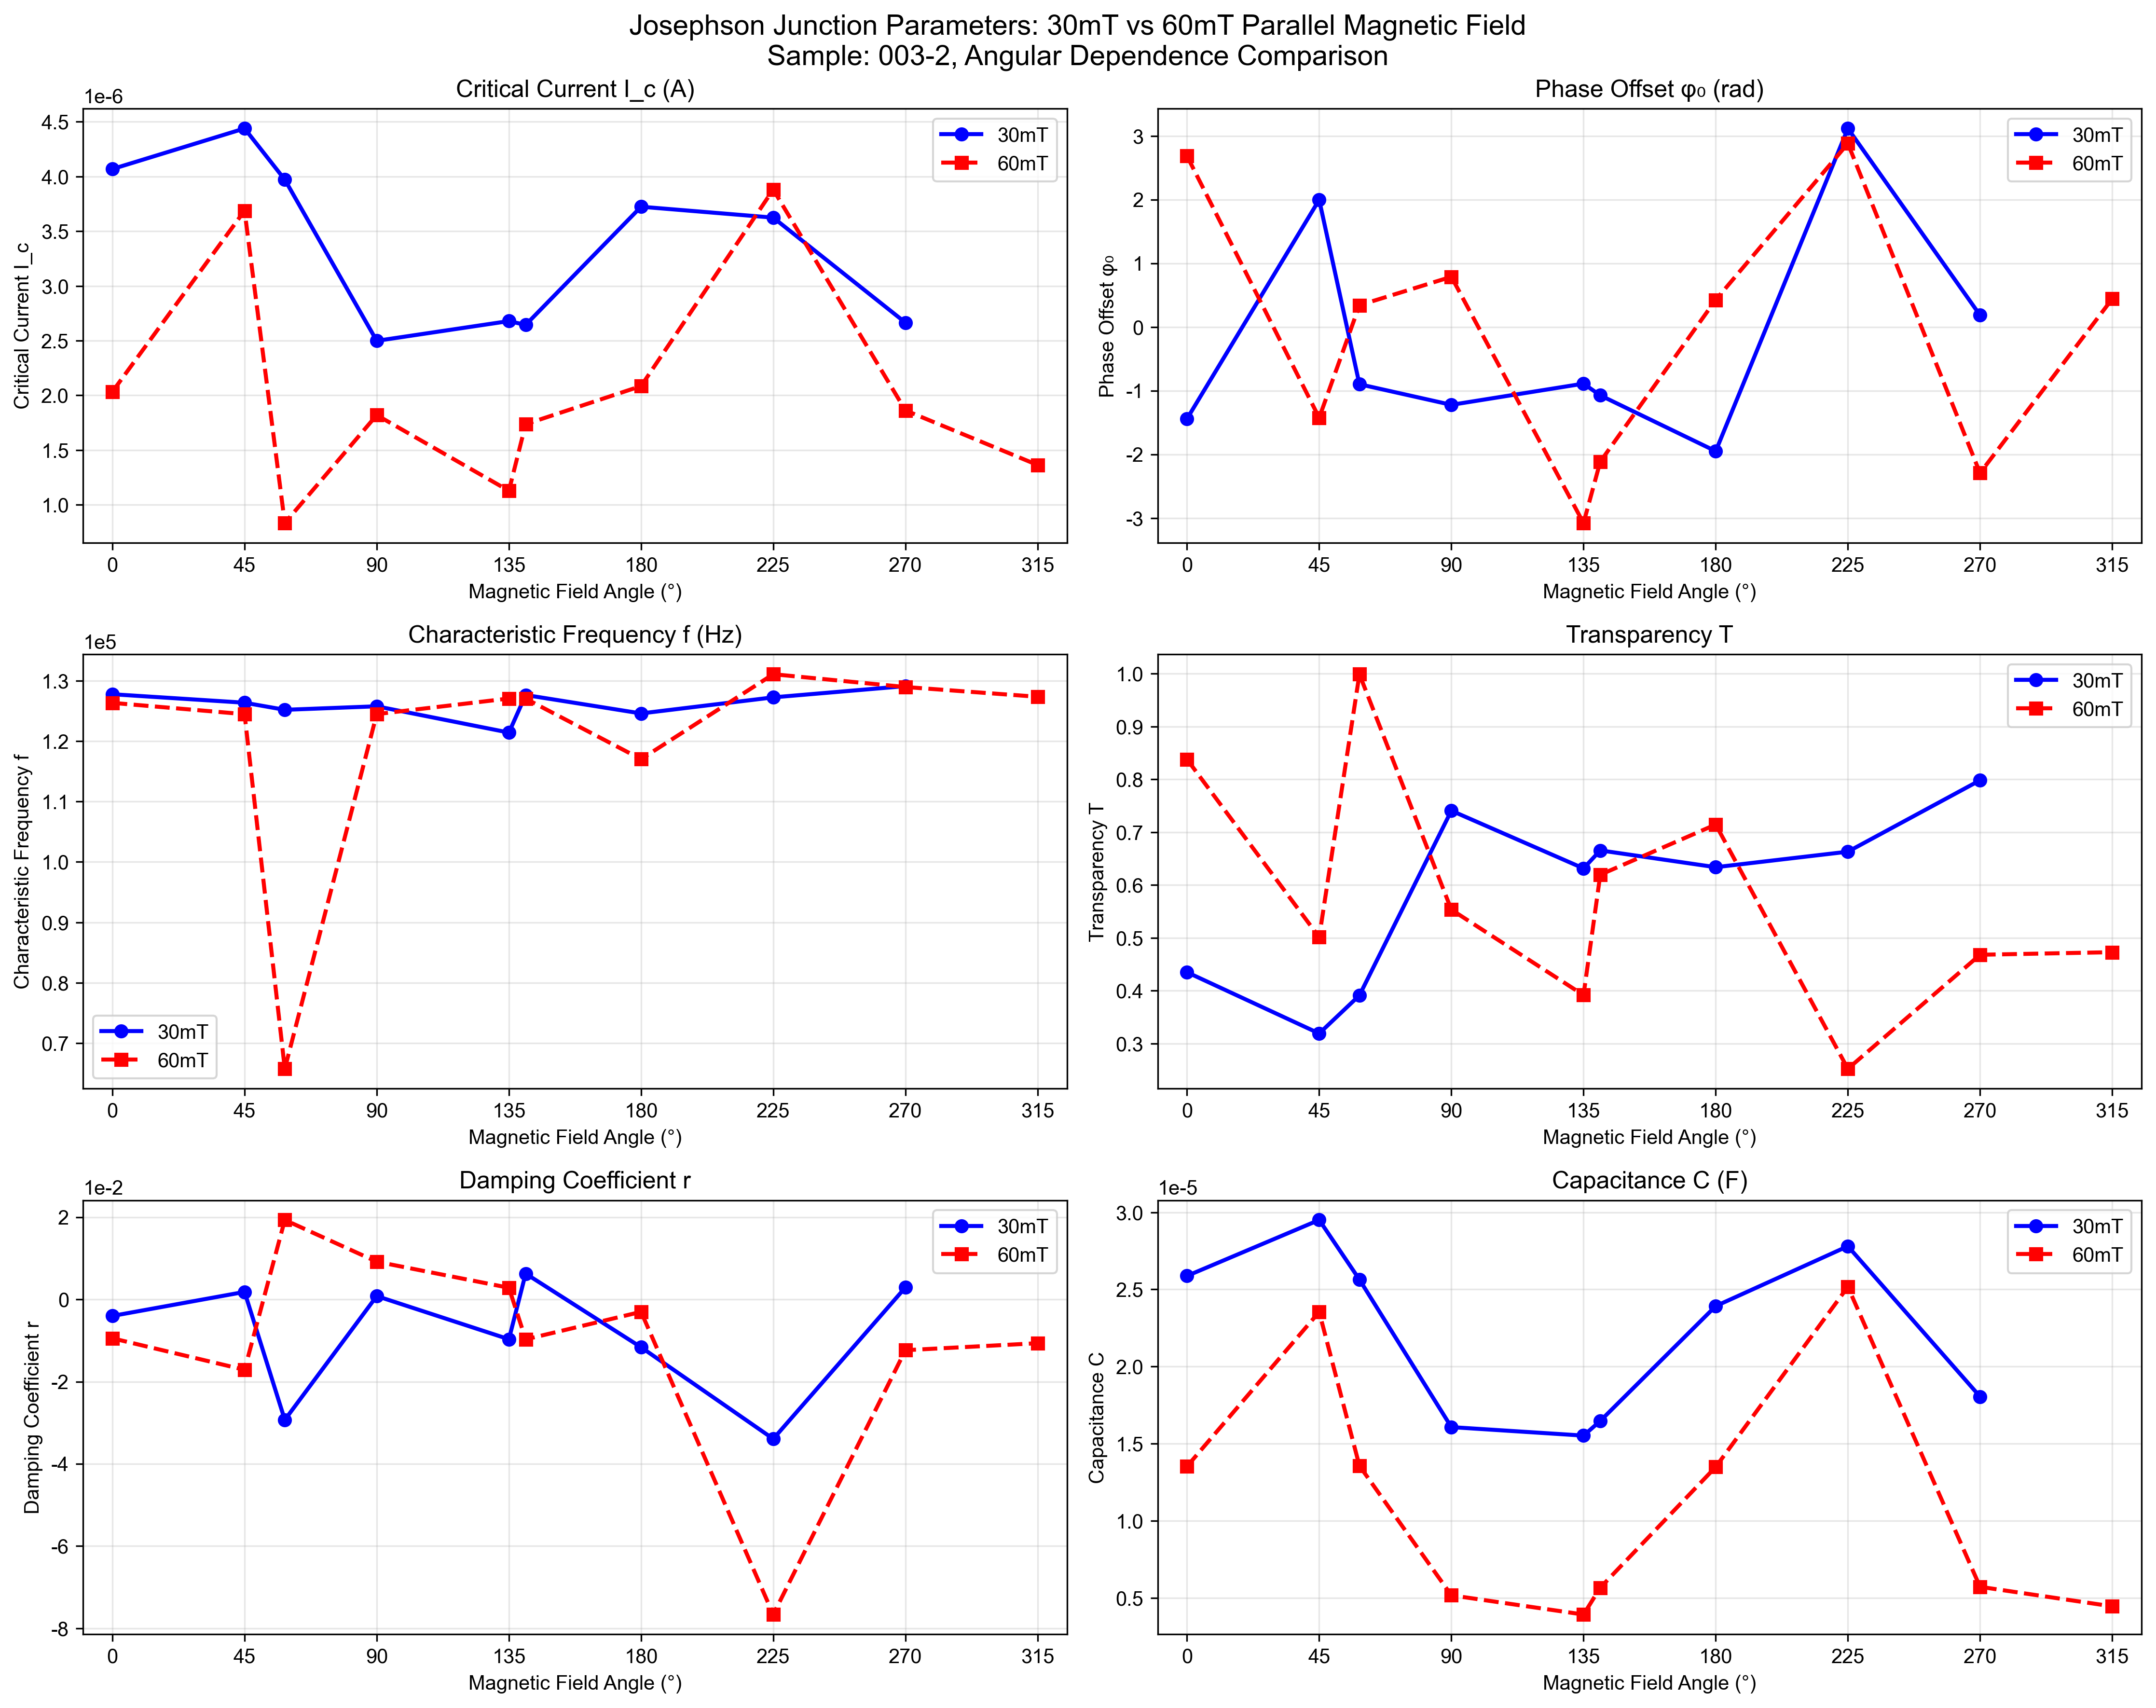 Josephson Junction Parameters: 30mT vs 60mT Parallel Magnetic Field
Sample: 003-2, Angular Dependence Comparison
Critical Current I_c (A)
1e-6
4.5
4.0
3.5
3.0
2.5
2.0
1.5
1.0
Critical Current I_c
0 45 90 135 180 225 270 315
Magnetic Field Angle (°)
30mT
60mT
Phase Offset φ₀ (rad)
3
2
1
0
-1
-2
-3
Phase Offset φ₀
0 45 90 135 180 225 270 315
Magnetic Field Angle (°)
30mT
60mT
Characteristic Frequency f (Hz)
1e5
1.3
1.2
1.1
1.0
0.9
0.8
0.7
Characteristic Frequency f
0 45 90 135 180 225 270 315
Magnetic Field Angle (°)
30mT
60mT
Transparency T
1.0
0.9
0.8
0.7
0.6
0.5
0.4
0.3
Transparency T
0 45 90 135 180 225 270 315
Magnetic Field Angle (°)
30mT
60mT
Damping Coefficient r
1e-2
2
0
-2
-4
-6
-8
Damping Coefficient r
0 45 90 135 180 225 270 315
Magnetic Field Angle (°)
30mT
60mT
Capacitance C (F)
1e-5
3.0
2.5
2.0
1.5
1.0
0.5
Capacitance C
0 45 90 135 180 225 270 315
Magnetic Field Angle (°)
30mT
60mT